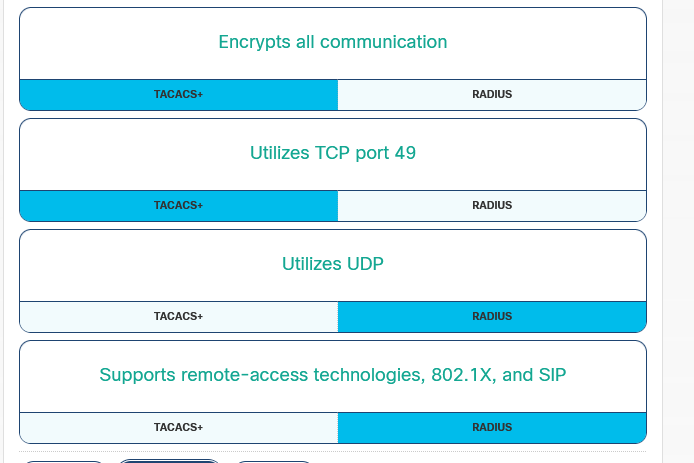 Encrypts all communication
TACACS+ RADIUS
Utilizes TCP port 49
TACACS+ RADIUS
Utilizes UDP
TACACS+ RADIUS
Supports remote-access technologies, 802.1X, and SIP
TACACS+ RADIUS